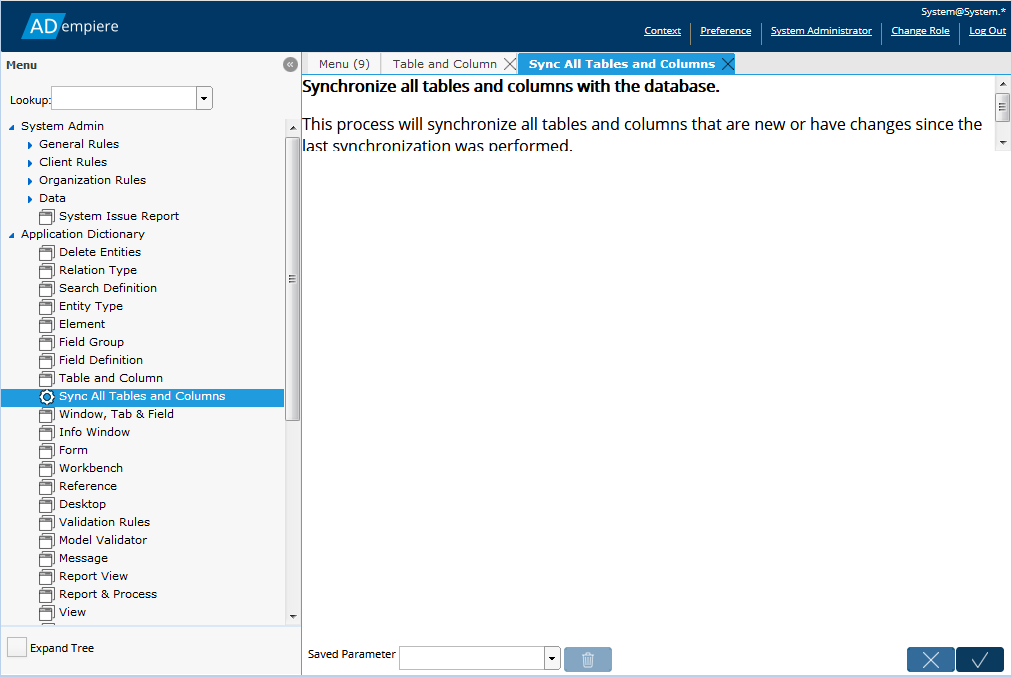 System@System.*
ADempiere
Context
Preference
System Administrator
Change Role
Log Out
Menu
Menu (9)
Table and Column
Sync All Tables and Columns
Lookup:
System Admin
General Rules
Client Rules
Organization Rules
Data
System Issue Report
Application Dictionary
Delete Entities
Relation Type
Search Definition
Entity Type
Element
Field Group
Field Definition
Table and Column
Sync All Tables and Columns
Window, Tab & Field
Info Window
Form
Workbench
Reference
Desktop
Validation Rules
Model Validator
Message
Report View
Report & Process
View
Expand Tree
Synchronize all tables and columns with the database.
This process will synchronize all tables and columns that are new or have changes since the
last synchronization was performed.
Saved Parameter